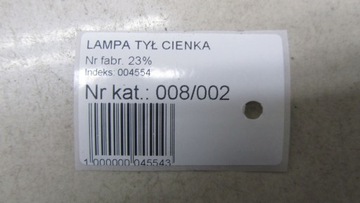 LAMPA TYŁ CIENKA
Nr fabr. 23%
Indeks: 004554
Nr kat.: 008/002
1 000000 045543